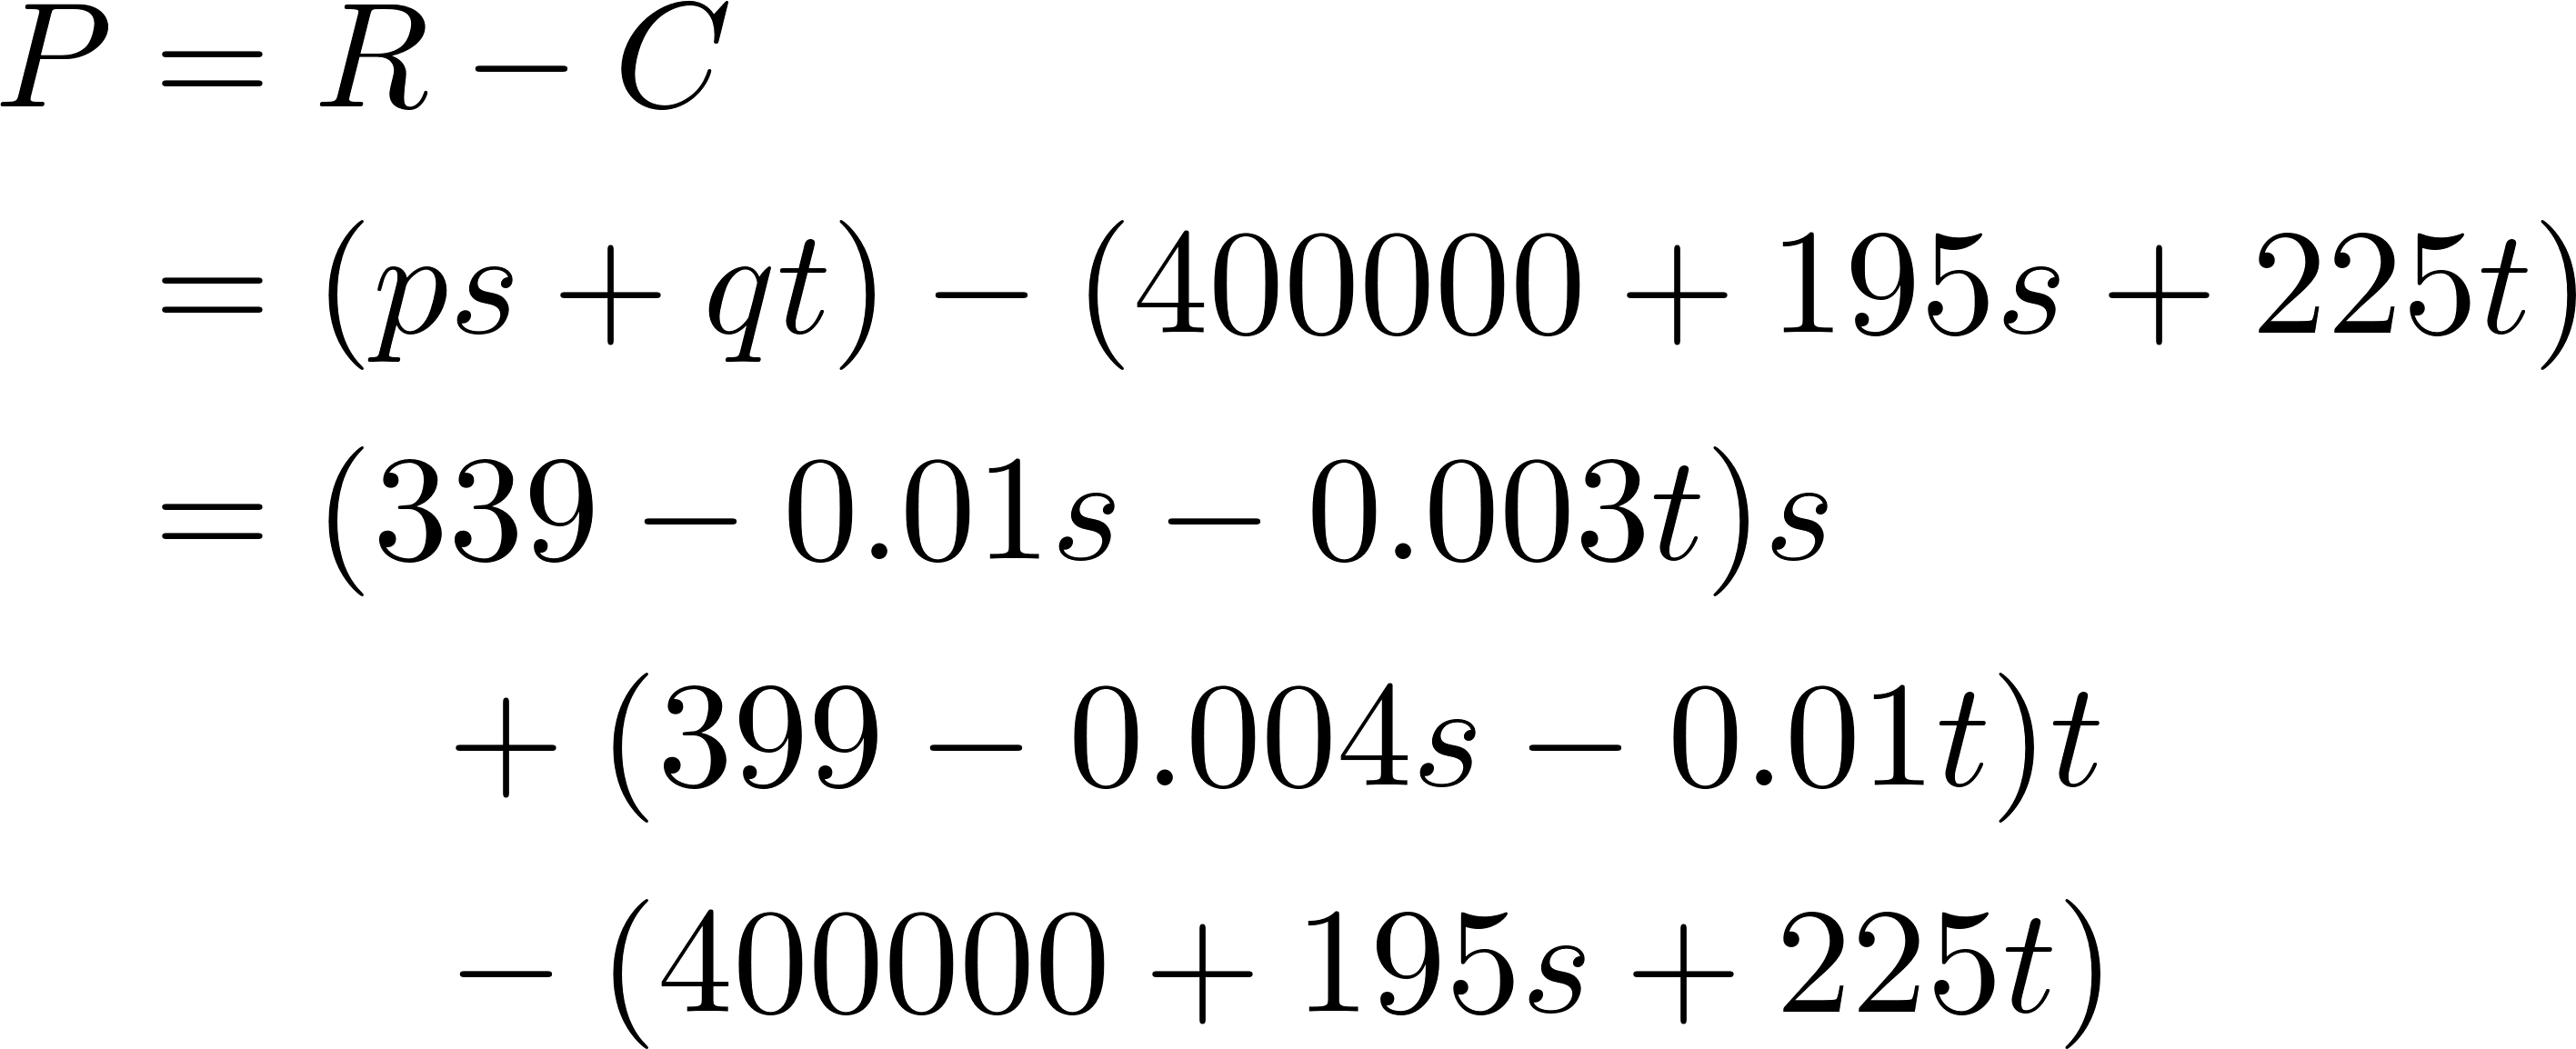 P = R − C
= (ps + qt) − (400000 + 195s + 225t)
= (339 − 0.01s − 0.003t)s
+ (399 − 0.004s − 0.01t)t
− (400000 + 195s + 225t)